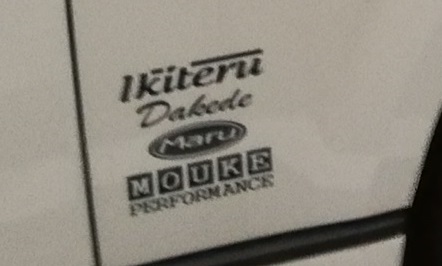 Ikiteru
Dakede
Maru
MOUKE
PERFORMANCE